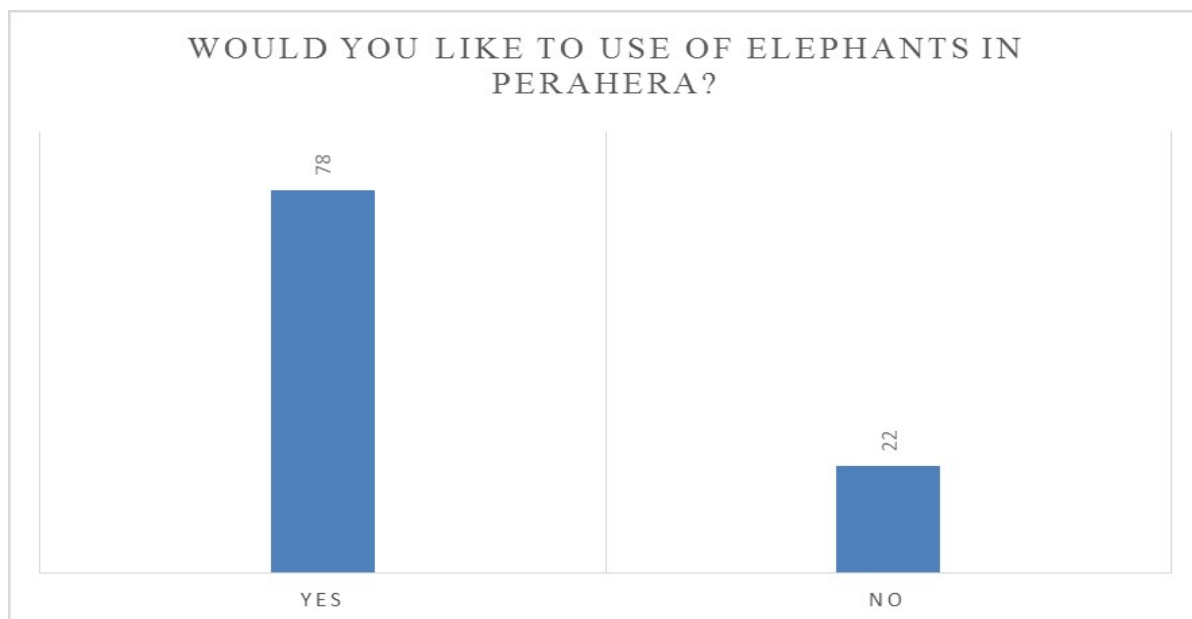 WOULD YOU LIKE TO USE OF ELEPHANTS IN
PERAHERA?
78
22
YES
NO